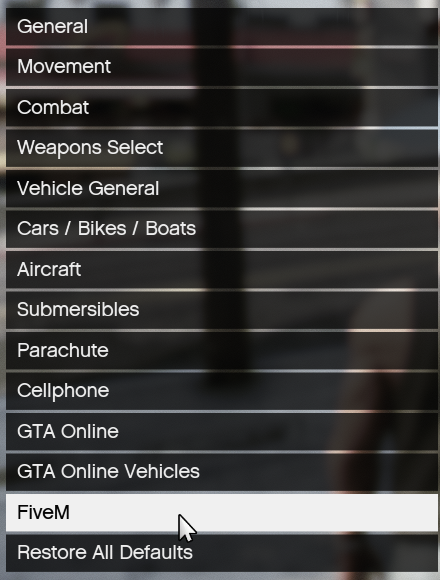 General
Movement
Combat
Weapons Select
Vehicle General
Cars / Bikes / Boats
Aircraft
Submersibles
Parachute
Cellphone
GTA Online
GTA Online Vehicles
FiveM
Restore All Defaults